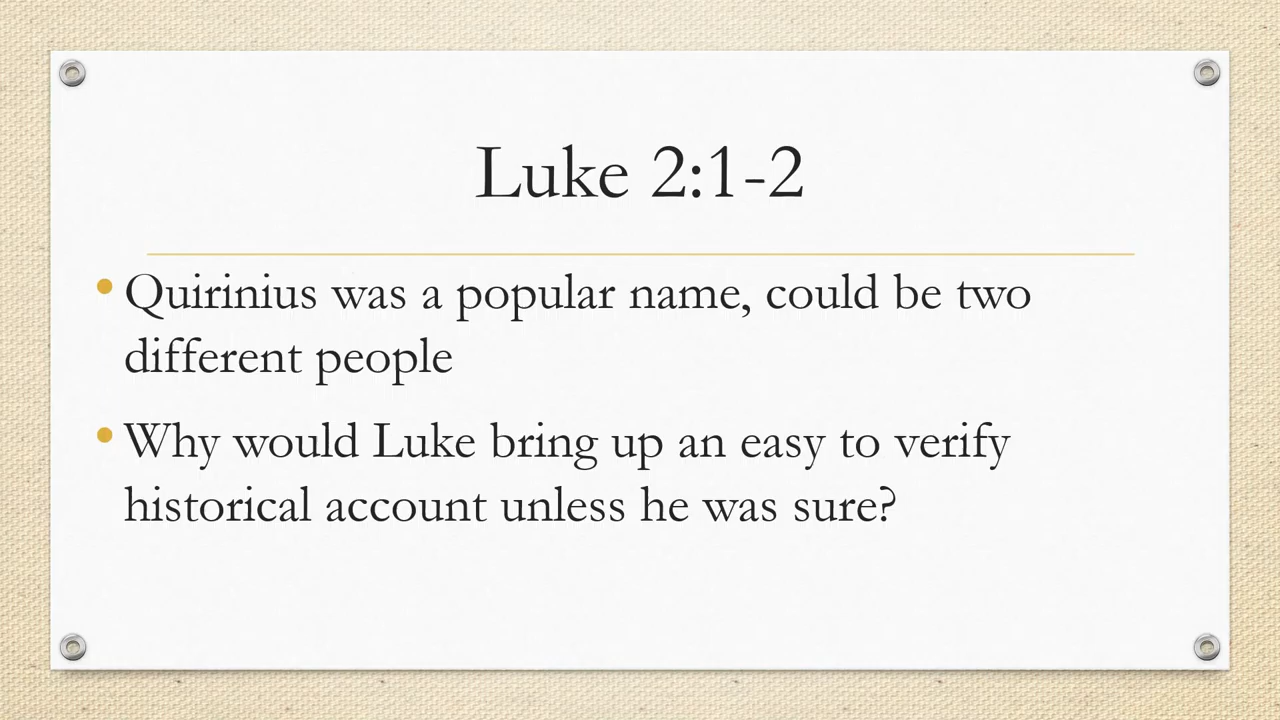 Luke 2:1-2
• Quirinius was a popular name, could be two
different people
• Why would Luke bring up an easy to verify
historical account unless he was sure?